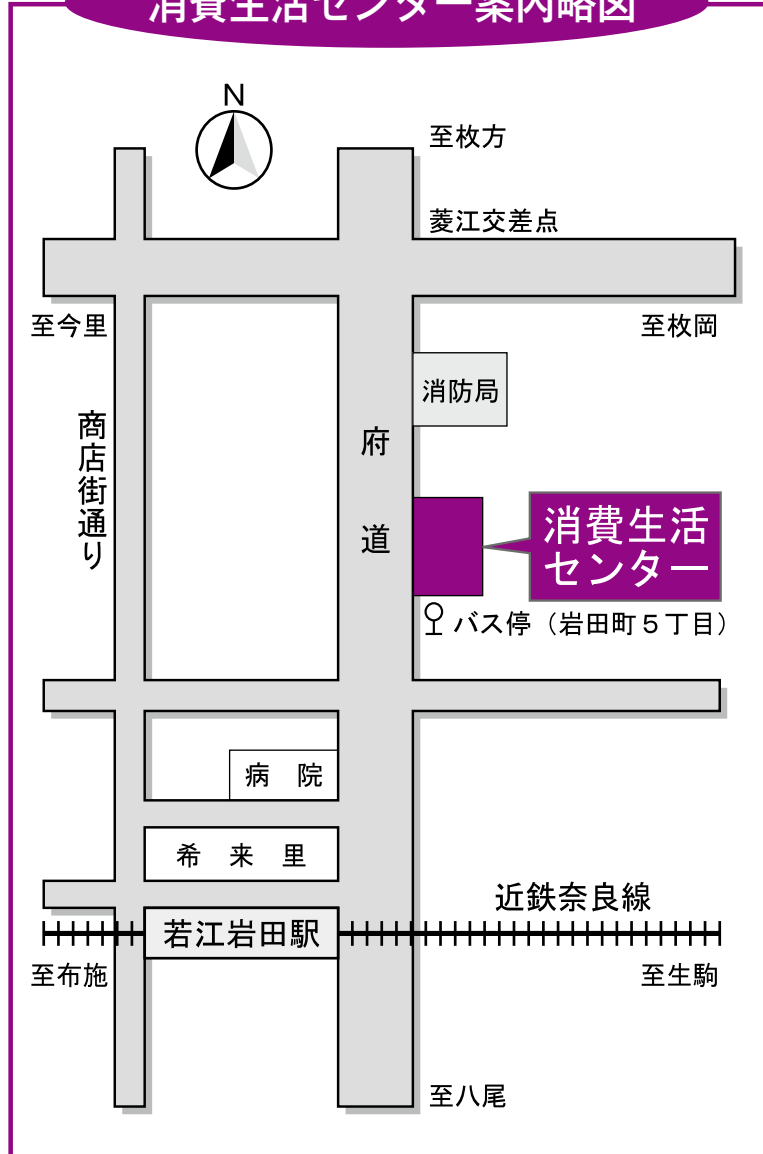 消費生活センター案内略図
N
至枚方
菱江交差点
至今里
至枚岡
消防局
商店街通り
府道
消費生活
センター
バス停（岩田町５丁目）
病　院
希　来　里
近鉄奈良線
若江岩田駅
至布施
至生駒
至八尾